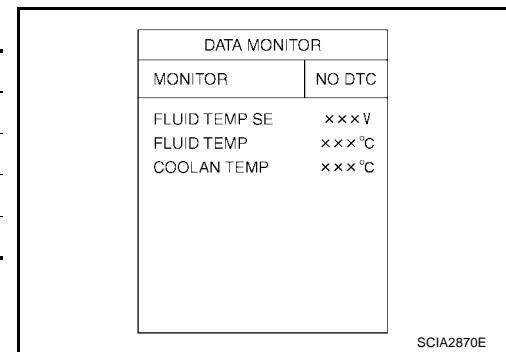 DATA MONITOR
MONITOR NO DTC
FLUID TEMP SE ×××V
FLUID TEMP ×××°C
COOLAN TEMP ×××°C
SCIA2870E